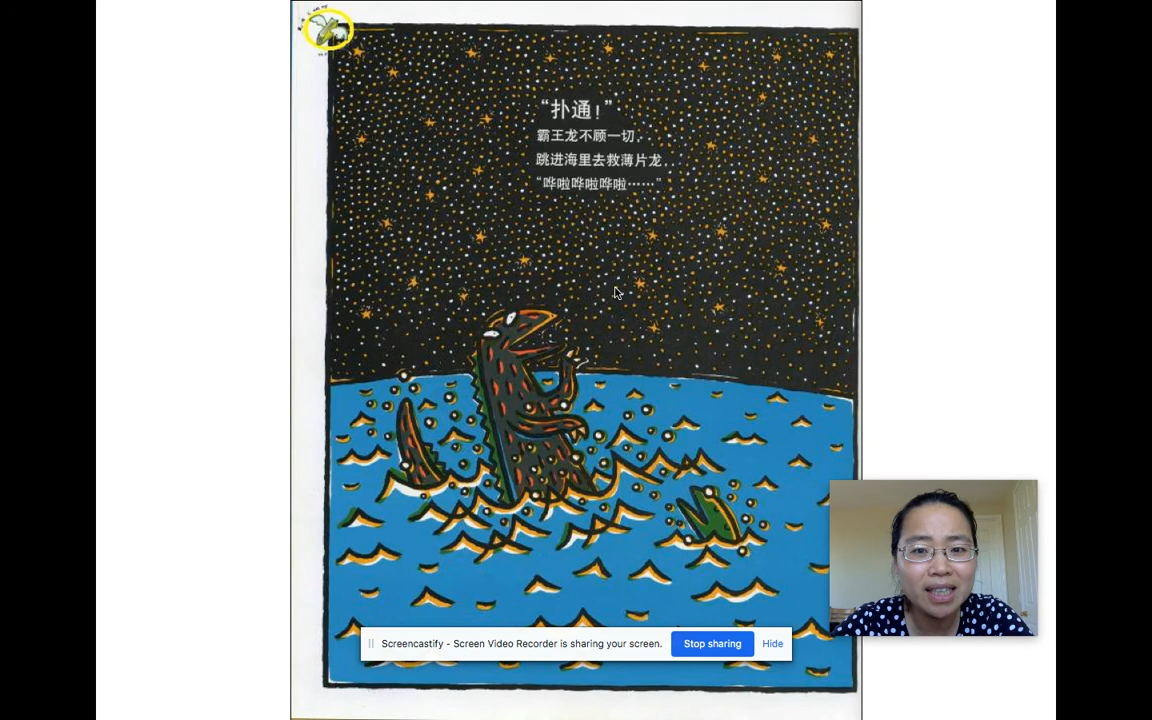 “扑通！”
霸王龙不顾一切，
跳进海里去救薄片龙。
“哗啦哗啦哗啦……”
Screencastify - Screen Video Recorder is sharing your screen.
Stop sharing
Hide